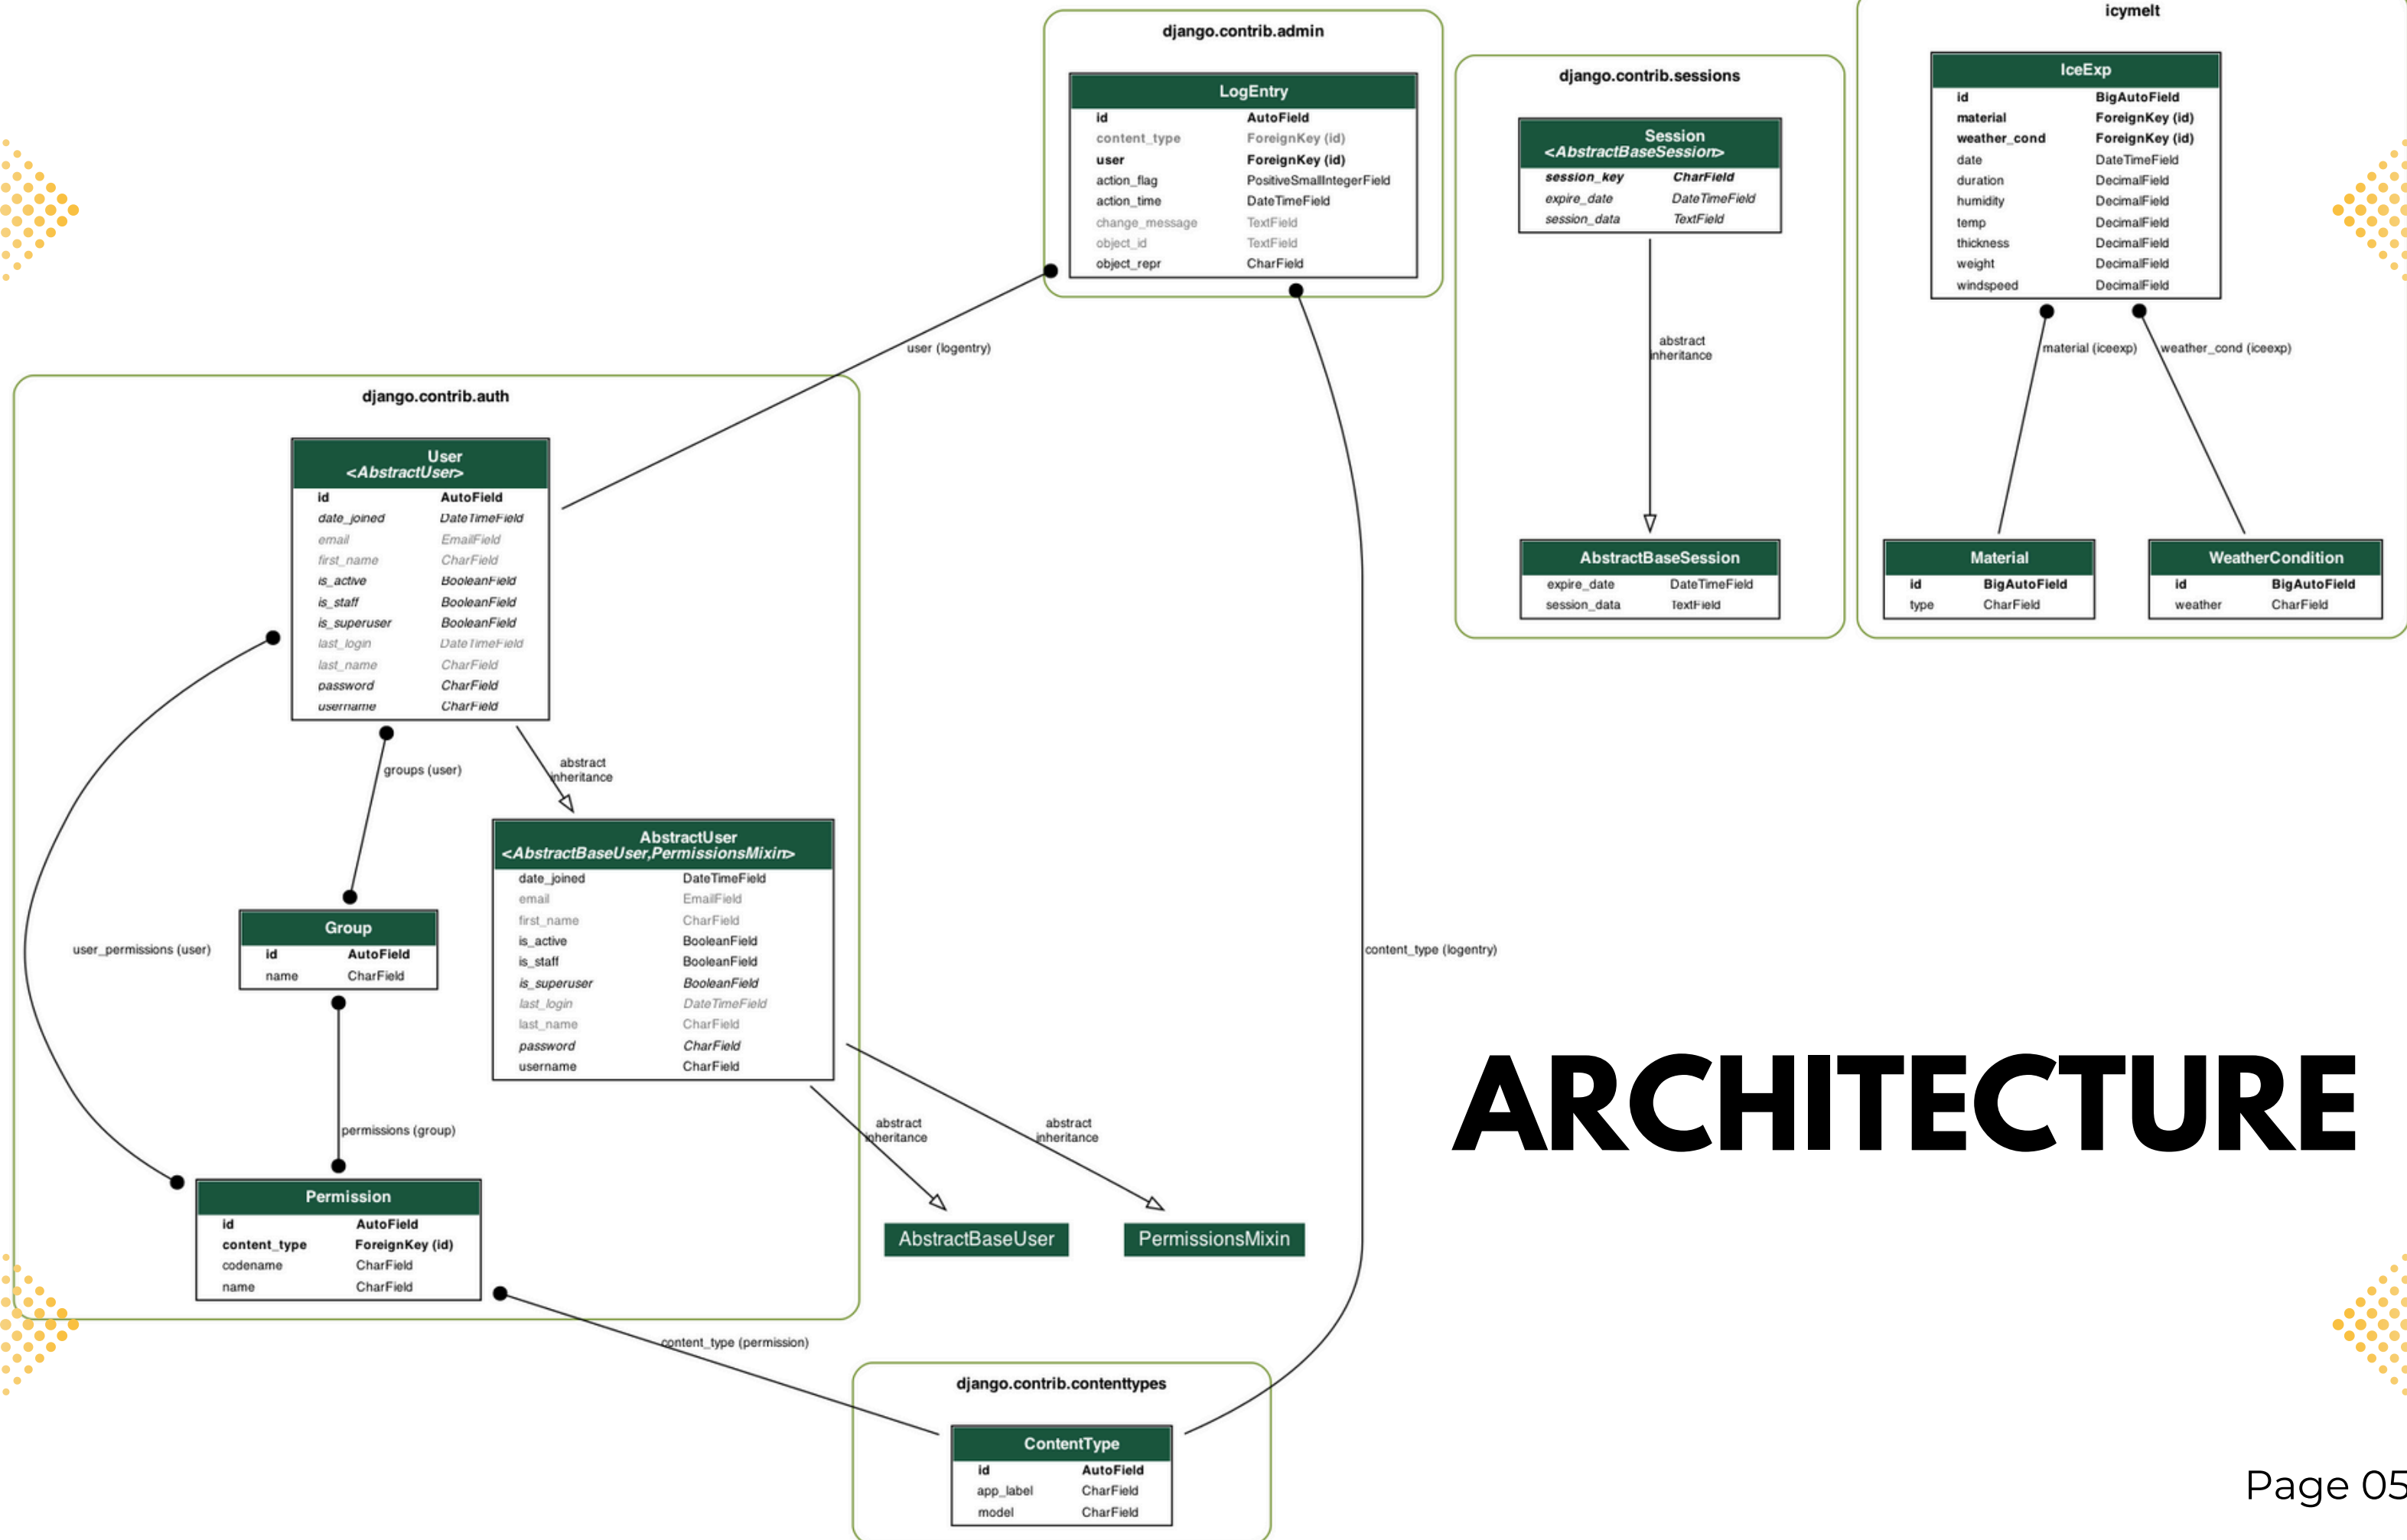 django.contrib.admin
LogEntry
id AutoField
content_type ForeignKey (id)
user ForeignKey (id)
action_flag PositiveSmallIntegerField
action_time DateTimeField
change_message TextField
object_id TextField
object_repr CharField
django.contrib.sessions
Session
<AbstractBaseSession>
session_key CharField
expire_date DateTimeField
session_data TextField
abstract
inheritance
AbstractBaseSession
expire_date DateTimeField
session_data TextField
icymelt
IceExp
id BigAutoField
material ForeignKey (id)
weather_cond ForeignKey (id)
date DateTimeField
duration DecimalField
humidity DecimalField
temp DecimalField
thickness DecimalField
weight DecimalField
windspeed DecimalField
material (iceexp)
weather_cond (iceexp)
Material
id BigAutoField
type CharField
WeatherCondition
id BigAutoField
weather CharField
user (logentry)
django.contrib.auth
User
<AbstractUser>
id AutoField
date_joined DateTimeField
email EmailField
first_name CharField
is_active BooleanField
is_staff BooleanField
is_superuser BooleanField
last_login DateTimeField
last_name CharField
password CharField
username CharField
groups (user)
abstract
inheritance
AbstractUser
<AbstractBaseUser,PermissionsMixin>
date_joined DateTimeField
email EmailField
first_name CharField
is_active BooleanField
is_staff BooleanField
is_superuser BooleanField
last_login DateTimeField
last_name CharField
password CharField
username CharField
user_permissions (user)
Group
id AutoField
name CharField
content_type (logentry)
permissions (group)
abstract
inheritance
abstract
inheritance
ARCHITECTURE
Permission
id AutoField
content_type ForeignKey (id)
codename CharField
name CharField
AbstractBaseUser
PermissionsMixin
content_type (permission)
django.contrib.contenttypes
ContentType
id AutoField
app_label CharField
model CharField
Page 05